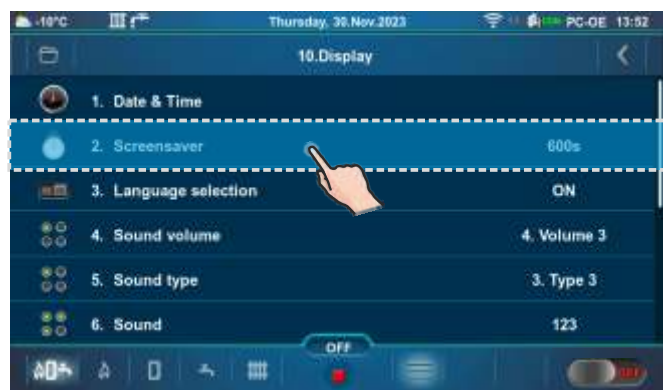 -10°C Thursday, 30.Nov.2023 PC-OE 13:52
10.Display
1. Date & Time
2. Screensaver 600s
3. Language selection ON
4. Sound volume 4. Volume 3
5. Sound type 3. Type 3
6. Sound 123
OFF
OFF